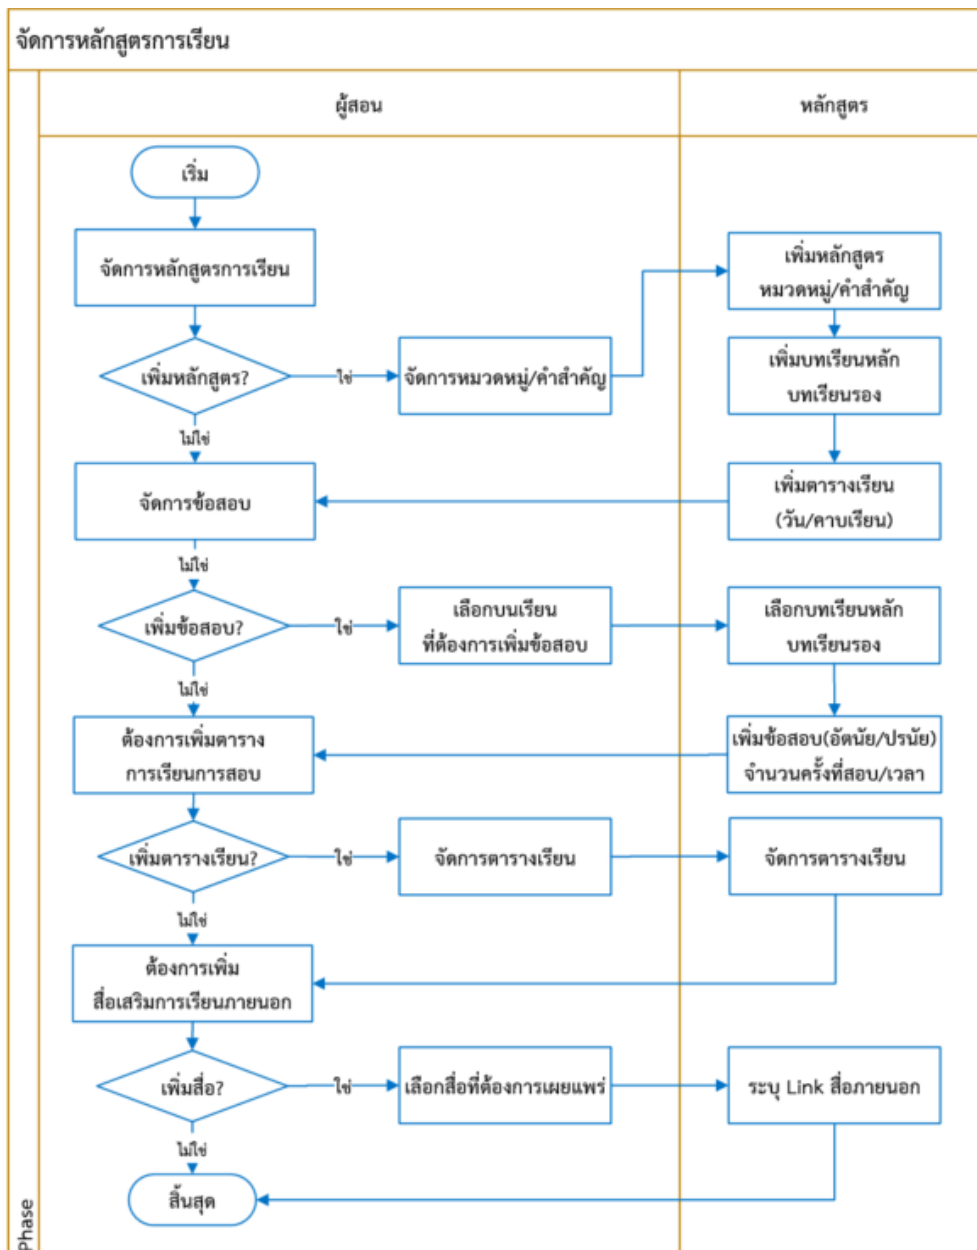 จัดการหลักสูตรการเรียน
ผู้สอน
หลักสูตร
เริ่ม
จัดการหลักสูตรการเรียน
เพิ่มหลักสูตร
หมวดหมู่/คำสำคัญ
เพิ่มหลักสูตร?
ใช่
จัดการหมวดหมู่/คำสำคัญ
เพิ่มบทเรียนหลัก
บทเรียนรอง
ไม่ใช่
จัดการข้อสอบ
เพิ่มตารางเรียน
(วัน/คาบเรียน)
ไม่ใช่
เพิ่มข้อสอบ?
ใช่
เลือกบนเรียน
ที่ต้องการเพิ่มข้อสอบ
เลือกบทเรียนหลัก
บทเรียนรอง
ไม่ใช่
ต้องการเพิ่มตาราง
การเรียนการสอบ
เพิ่มข้อสอบ(อัตนัย/ปรนัย)
จำนวนครั้งที่สอบ/เวลา
เพิ่มตารางเรียน?
ใช่
จัดการตารางเรียน
จัดการตารางเรียน
ไม่ใช่
ต้องการเพิ่ม
สื่อเสริมการเรียนภายนอก
เพิ่มสื่อ?
ใช่
เลือกสื่อที่ต้องการเผยแพร่
ระบุ Link สื่อภายนอก
ไม่ใช่
สิ้นสุด
Phase